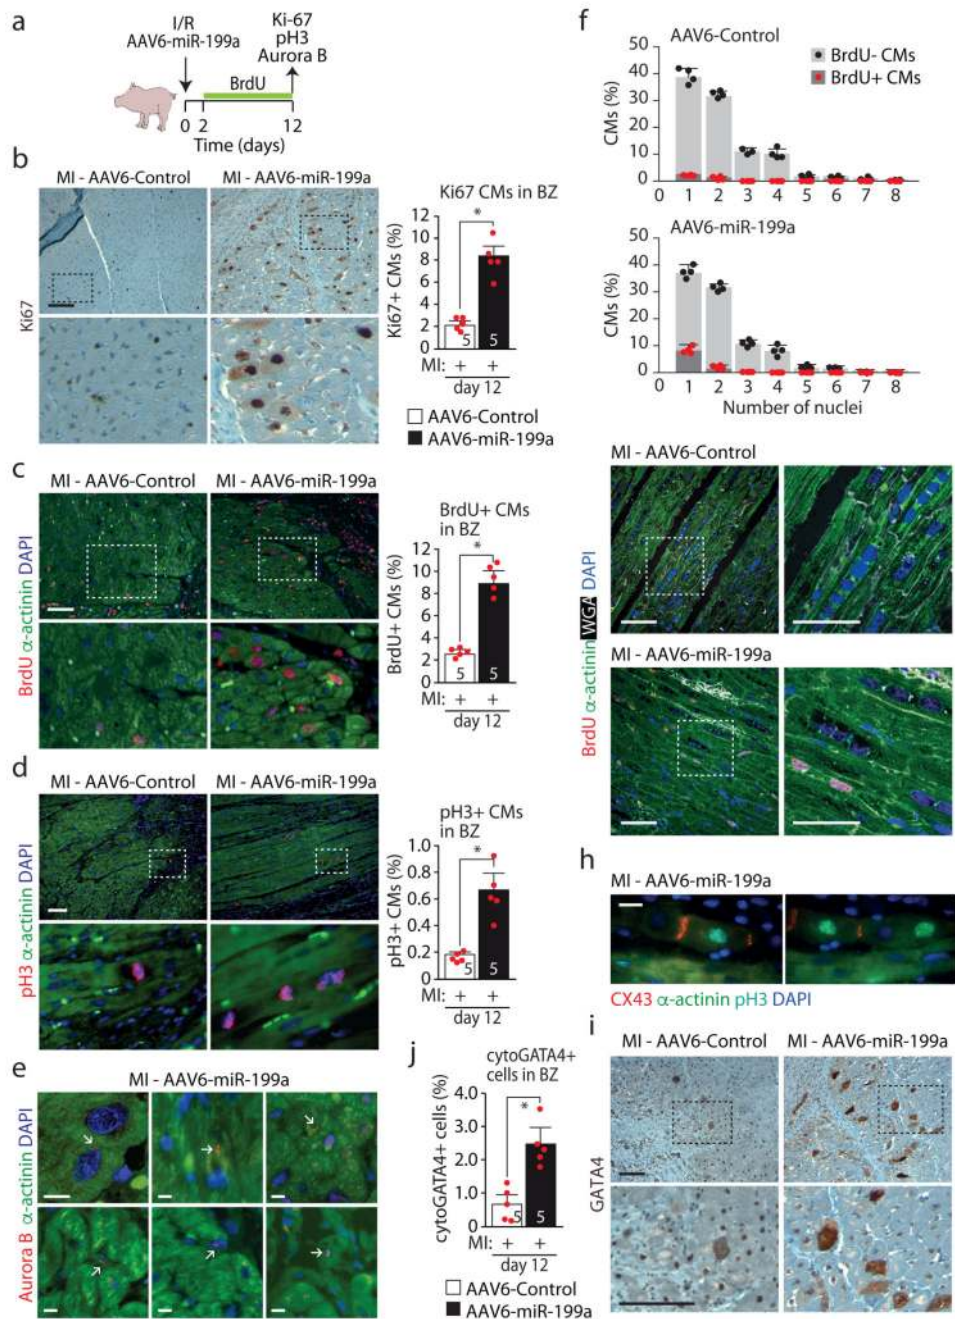 a
I/R
AAV6-miR-199a
Ki-67
pH3
Aurora B
BrdU
0 2 12
Time (days)
b
MI - AAV6-Control
MI - AAV6-miR-199a
Ki67
Ki67 CMs in BZ
*
Ki67+ CMs (%)
12
10
8
6
4
2
0
5 5
MI: + +
day 12
AAV6-Control
AAV6-miR-199a
c
MI - AAV6-Control
MI - AAV6-miR-199a
BrdU α-actinin DAPI
BrdU+ CMs
in BZ
*
BrdU+ CMs (%)
12
10
8
6
4
2
0
5 5
MI: + +
day 12
d
MI - AAV6-Control
MI - AAV6-miR-199a
pH3 α-actinin DAPI
pH3+ CMs
in BZ
*
pH3+ CMs (%)
1.0
0.8
0.6
0.4
0.2
0
5 5
MI: + +
day 12
e
MI - AAV6-miR-199a
Aurora B α-actinin DAPI
f
AAV6-Control
BrdU- CMs
BrdU+ CMs
CMs (%)
50
40
30
20
10
0
0 1 2 3 4 5 6 7 8
AAV6-miR-199a
CMs (%)
50
40
30
20
10
0
0 1 2 3 4 5 6 7 8
Number of nuclei
MI - AAV6-Control
MI - AAV6-miR-199a
BrdU α-actinin WGA DAPI
h
MI - AAV6-miR-199a
CX43 α-actinin pH3 DAPI
i
MI - AAV6-Control
MI - AAV6-miR-199a
GATA4
j
cytoGATA4+
cells in BZ
*
cytoGATA4+ cells (%)
4.0
3.0
2.0
1.0
0
5 5
MI: + +
day 12
AAV6-Control
AAV6-miR-199a